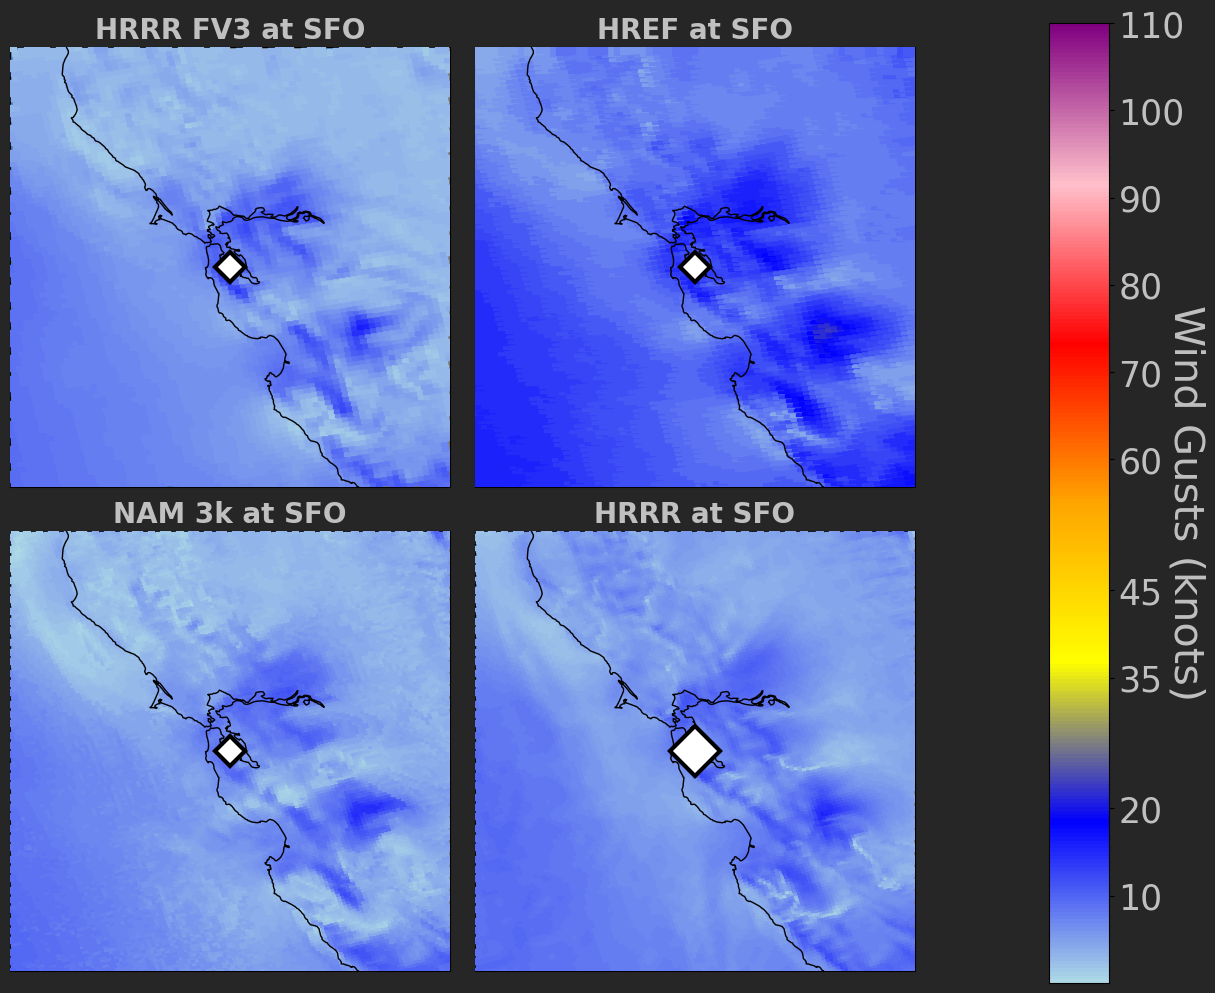 HRRR FV3 at SFO
HREF at SFO
NAM 3k at SFO
HRRR at SFO
110
100
90
80
70
60
45
35
20
10
Wind Gusts (knots)